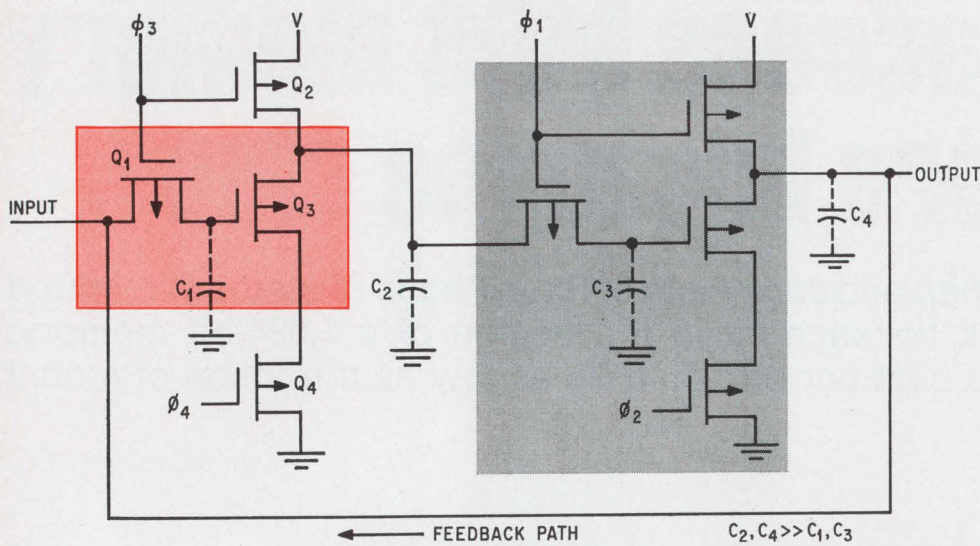 ϕ3
V
ϕ1
V
Q2
Q1
INPUT
Q3
OUTPUT
C4
C1
C2
C3
Q4
ϕ4
ϕ2
FEEDBACK PATH
C2, C4 >> C1, C3